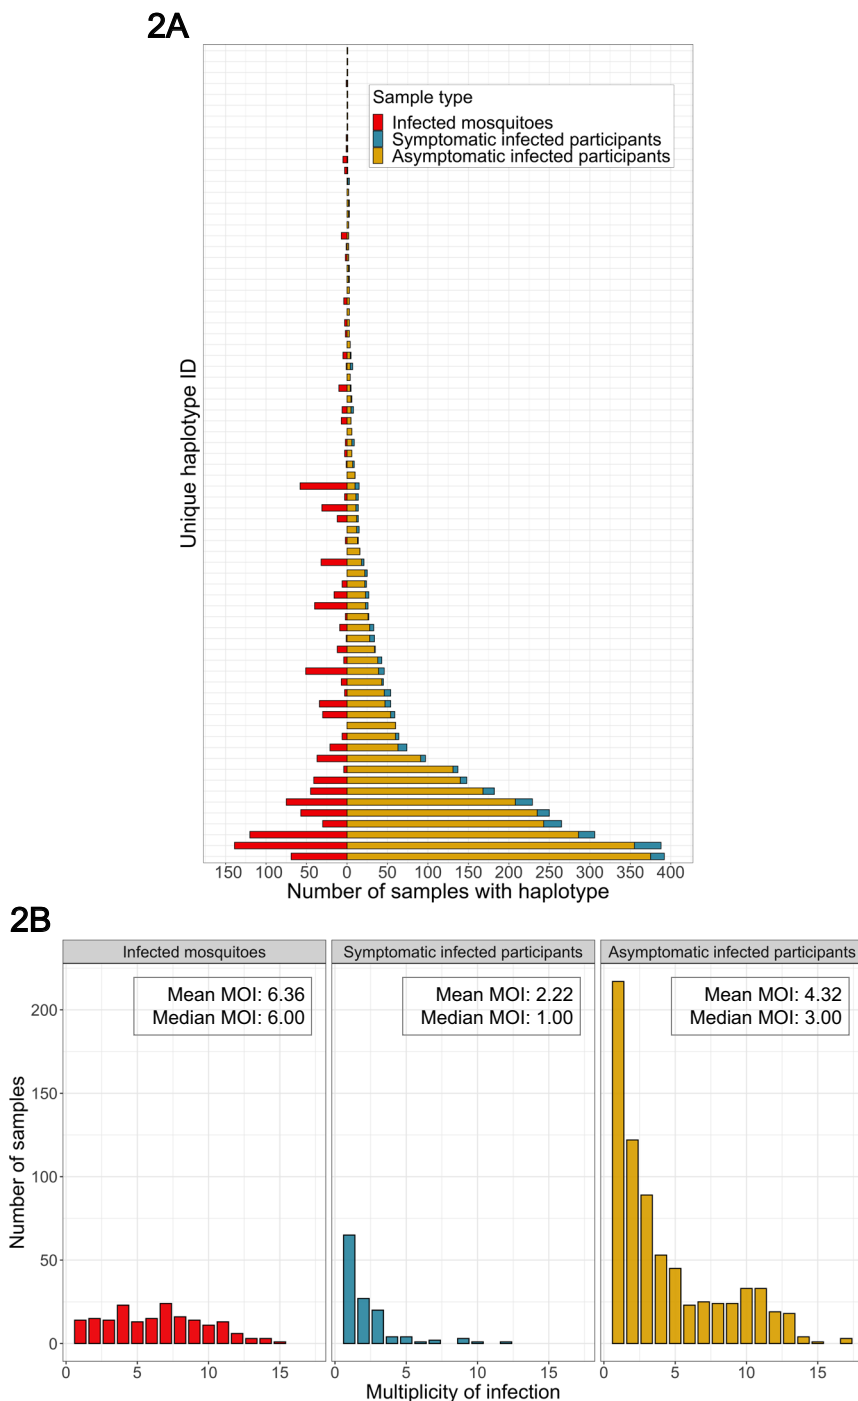 2A
Sample type
Infected mosquitoes
Symptomatic infected participants
Asymptomatic infected participants
Unique haplotype ID
150 100 50 0 50 100 150 200 250 300 350 400
Number of samples with haplotype
2B
Infected mosquitoes
Symptomatic infected participants
Asymptomatic infected participants
Mean MOI: 6.36
Median MOI: 6.00
Mean MOI: 2.22
Median MOI: 1.00
Mean MOI: 4.32
Median MOI: 3.00
Number of samples
200
150
100
50
0
0 5 10 15
0 5 10 15
0 5 10 15
Multiplicity of infection